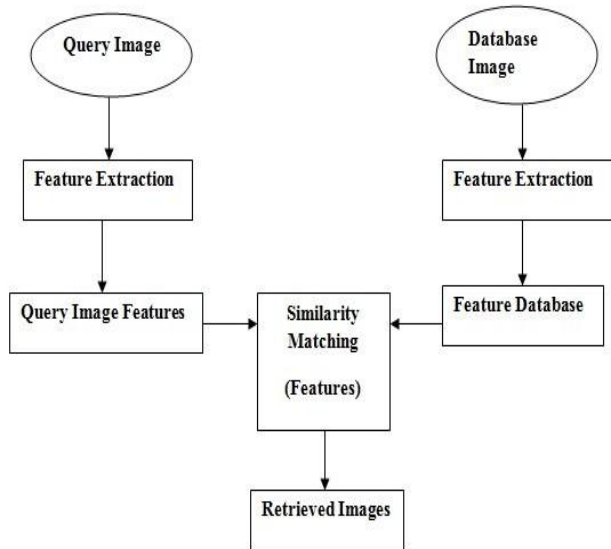 Query Image
Database
Image
Feature Extraction
Feature Extraction
Query Image Features
Similarity
Matching
(Features)
Feature Database
Retrieved Images